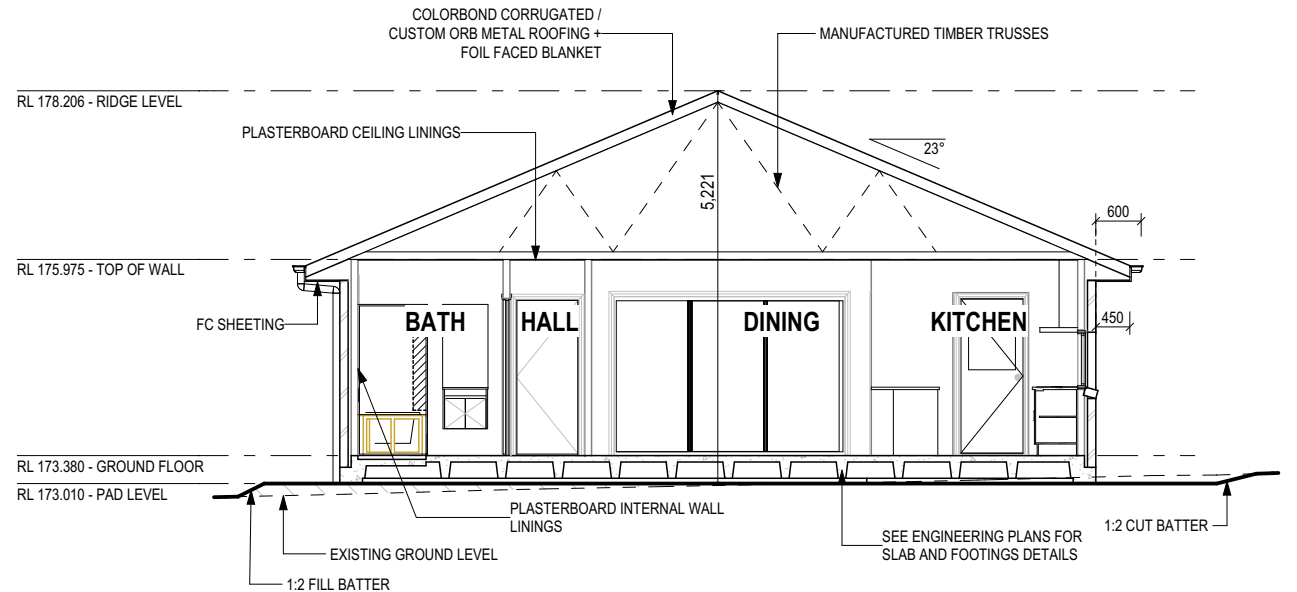 COLORBOND CORRUGATED /
CUSTOM ORB METAL ROOFING +
FOIL FACED BLANKET
MANUFACTURED TIMBER TRUSSES
RL 178.206 - RIDGE LEVEL
PLASTERBOARD CEILING LININGS
23°
5,221
600
RL 175.975 - TOP OF WALL
FC SHEETING
BATH
HALL
DINING
KITCHEN
450
RL 173.380 - GROUND FLOOR
RL 173.010 - PAD LEVEL
PLASTERBOARD INTERNAL WALL
LININGS
SEE ENGINEERING PLANS FOR
SLAB AND FOOTINGS DETAILS
1:2 CUT BATTER
EXISTING GROUND LEVEL
1:2 FILL BATTER